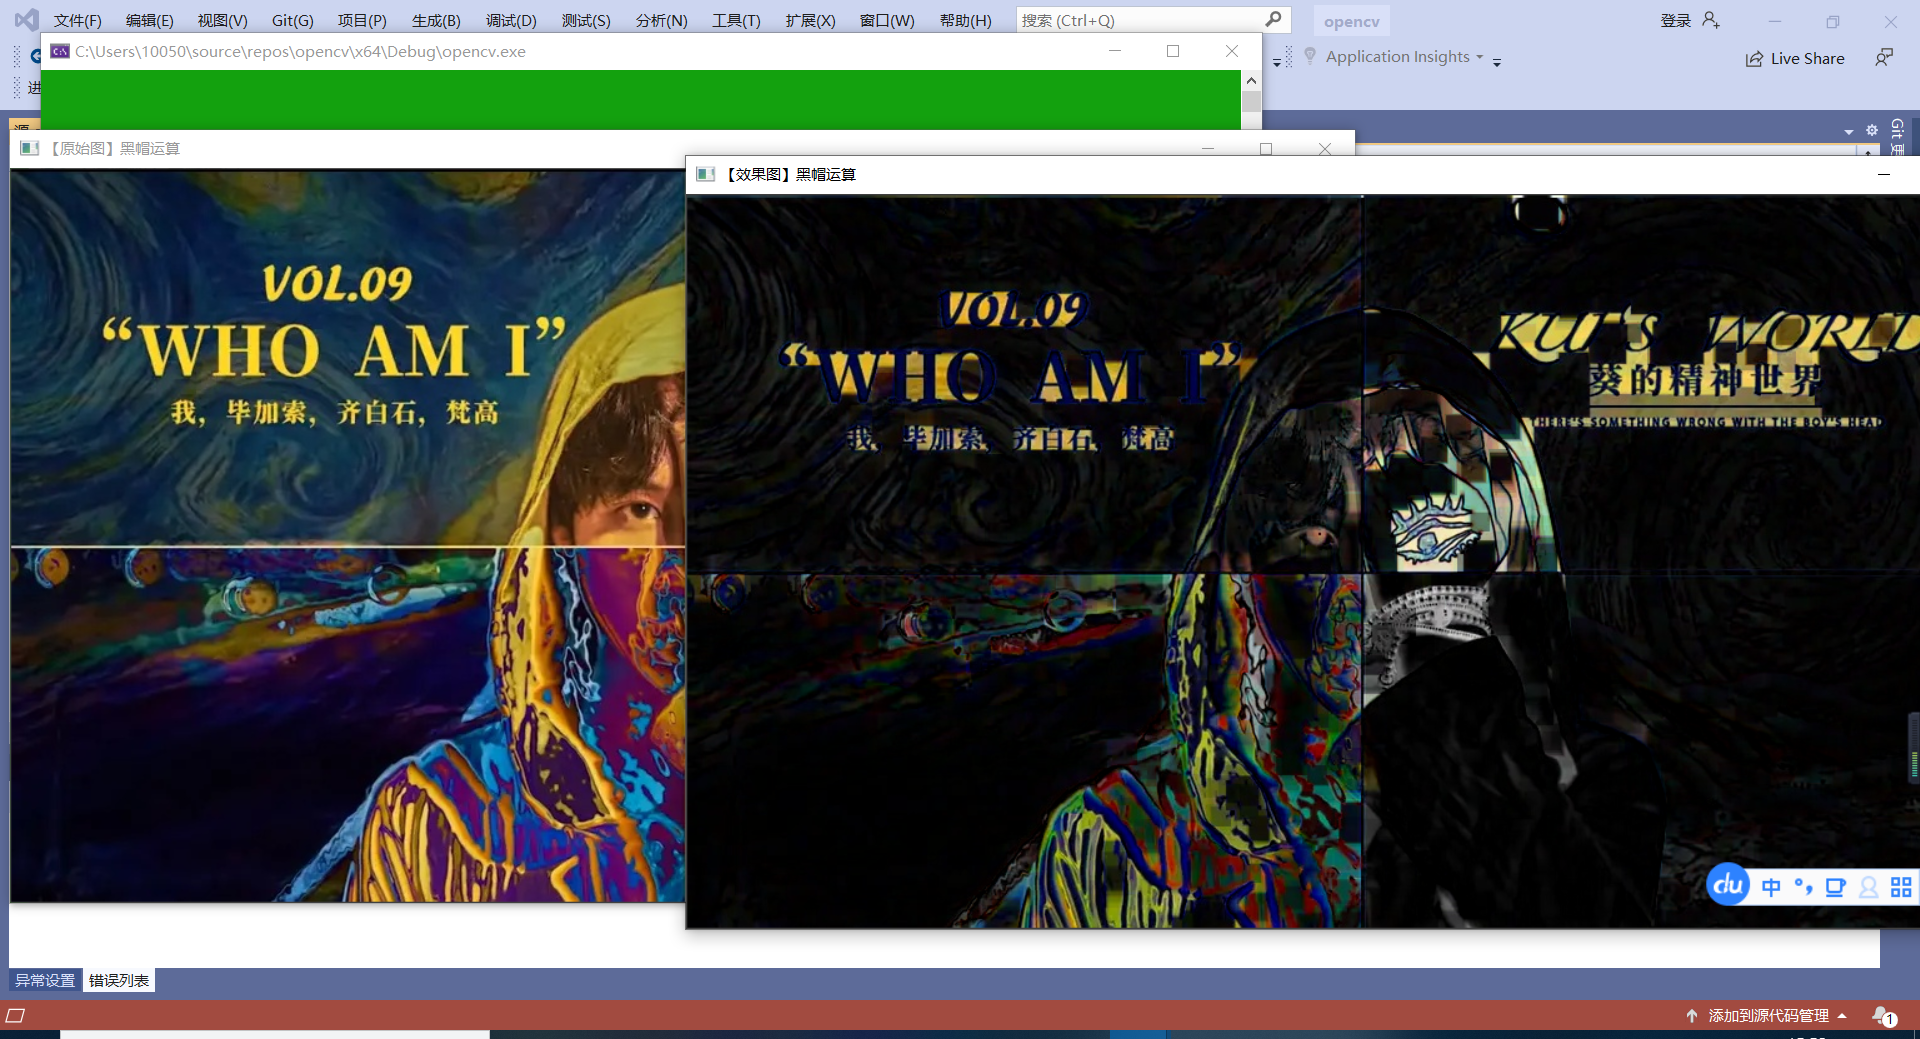 文件(F) 编辑(E) 视图(V) Git(G) 项目(P) 生成(B) 调试(D) 测试(S) 分析(N) 工具(T) 扩展(X) 窗口(W) 帮助(H) 搜索 (Ctrl+Q) opencv 登录
C:\Users\10050\source\repos\opencv\x64\Debug\opencv.exe
Application Insights
Live Share
进
源
Git 更
【原始图】黑帽运算
【效果图】黑帽运算
VOL.09
“WHO AM I”
我，毕加索，齐白石，梵高
VOL.09
“WHO AM I”
我，毕加索，齐白石，梵高
KUI's WORLD
葵的精神世界
THERE'S SOMETHING WRONG WITH THE BOY'S HEAD
du 中
异常设置 错误列表
添加到源代码管理
1